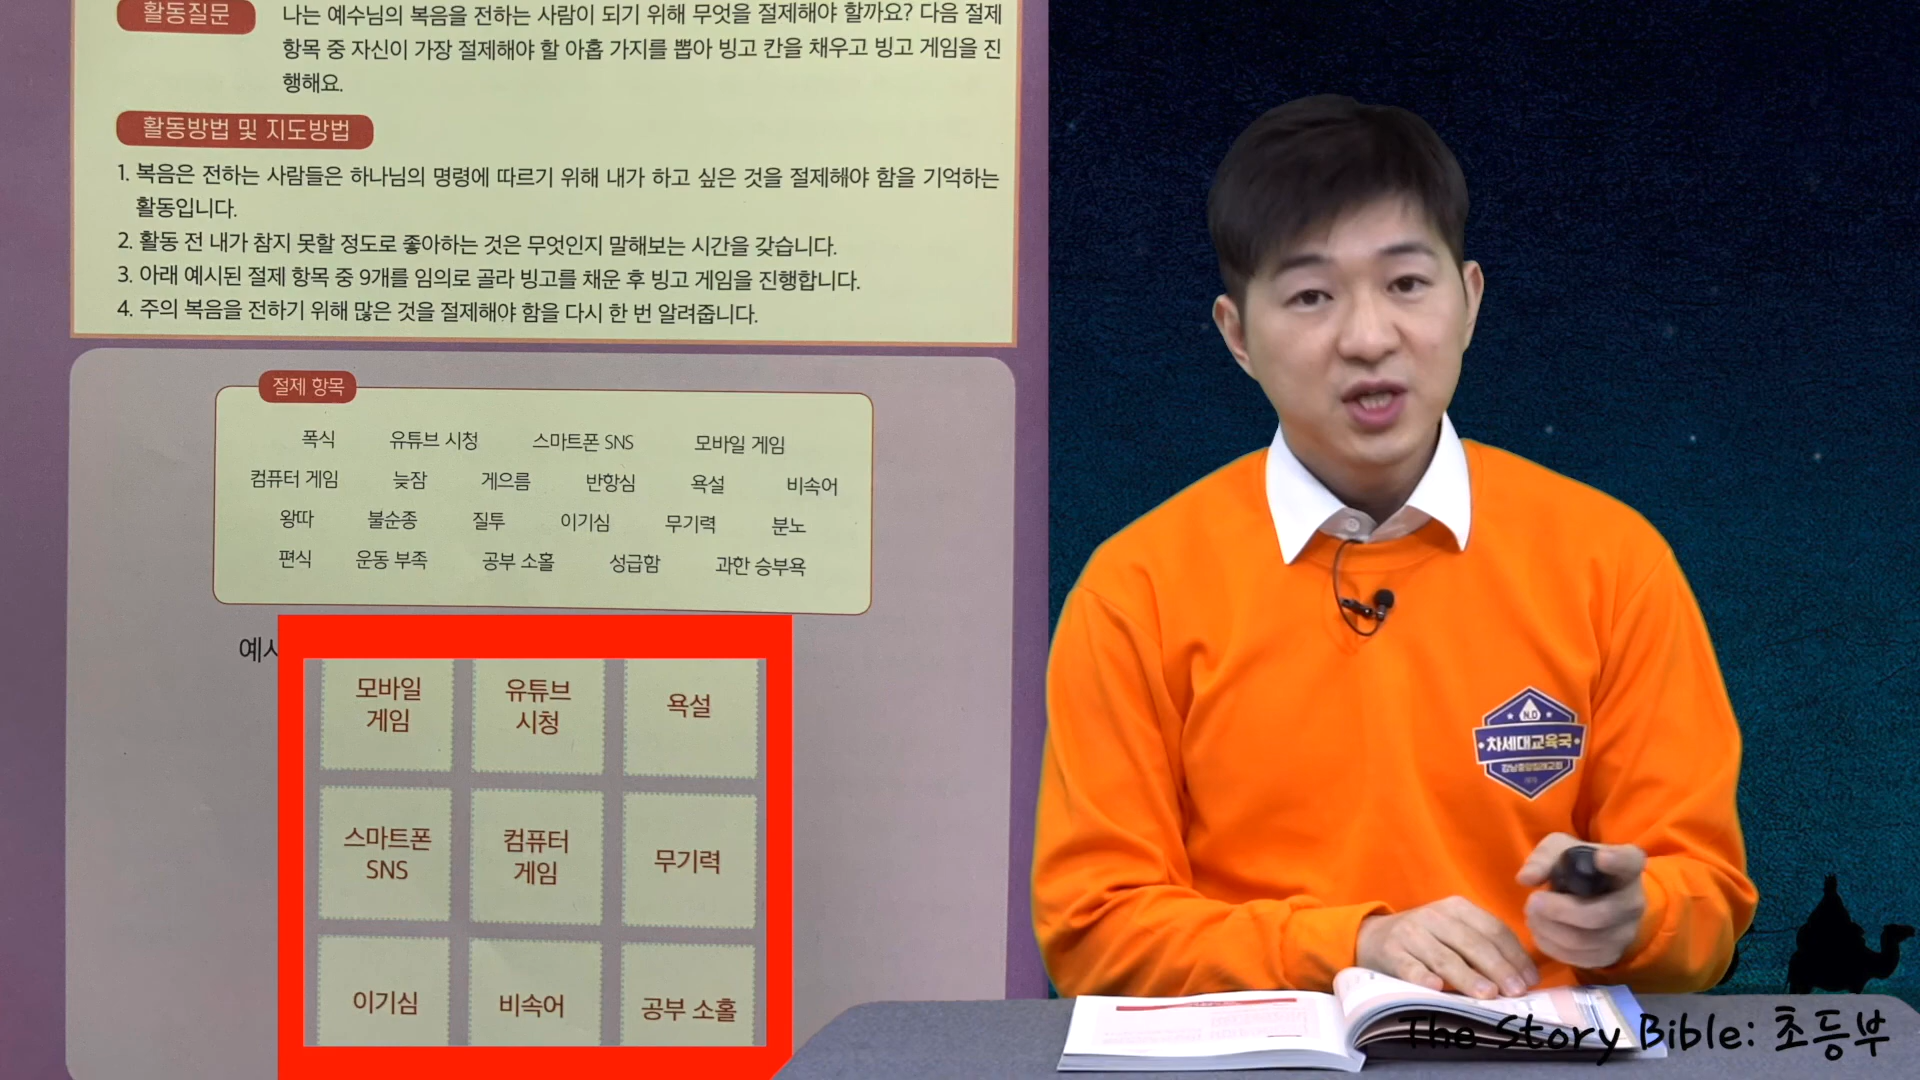 활동질문
나는 예수님의 복음을 전하는 사람이 되기 위해 무엇을 절제해야 할까요? 다음 절제
항목 중 자신이 가장 절제해야 할 아홉 가지를 뽑아 빙고 칸을 채우고 빙고 게임을 진
행해요.
활동방법 및 지도방법
1. 복음은 전하는 사람들은 하나님의 명령에 따르기 위해 내가 하고 싶은 것을 절제해야 함을 기억하는
활동입니다.
2. 활동 전 내가 참지 못할 정도로 좋아하는 것은 무엇인지 말해보는 시간을 갖습니다.
3. 아래 예시된 절제 항목 중 9개를 임의로 골라 빙고를 채운 후 빙고 게임을 진행합니다.
4. 주의 복음을 전하기 위해 많은 것을 절제해야 함을 다시 한 번 알려줍니다.
절제 항목
폭식 유튜브 시청 스마트폰 SNS 모바일 게임
컴퓨터 게임 늦잠 게으름 반항심 욕설 비속어
왕따 불순종 질투 이기심 무기력 분노
편식 운동 부족 공부 소홀 성급함 과한 승부욕
예시
모바일
게임
유튜브
시청
욕설
스마트폰
SNS
컴퓨터
게임
무기력
이기심
비속어
공부 소홀
N.D
차세대교육국
강남중앙침례교회
The Story Bible: 초등부